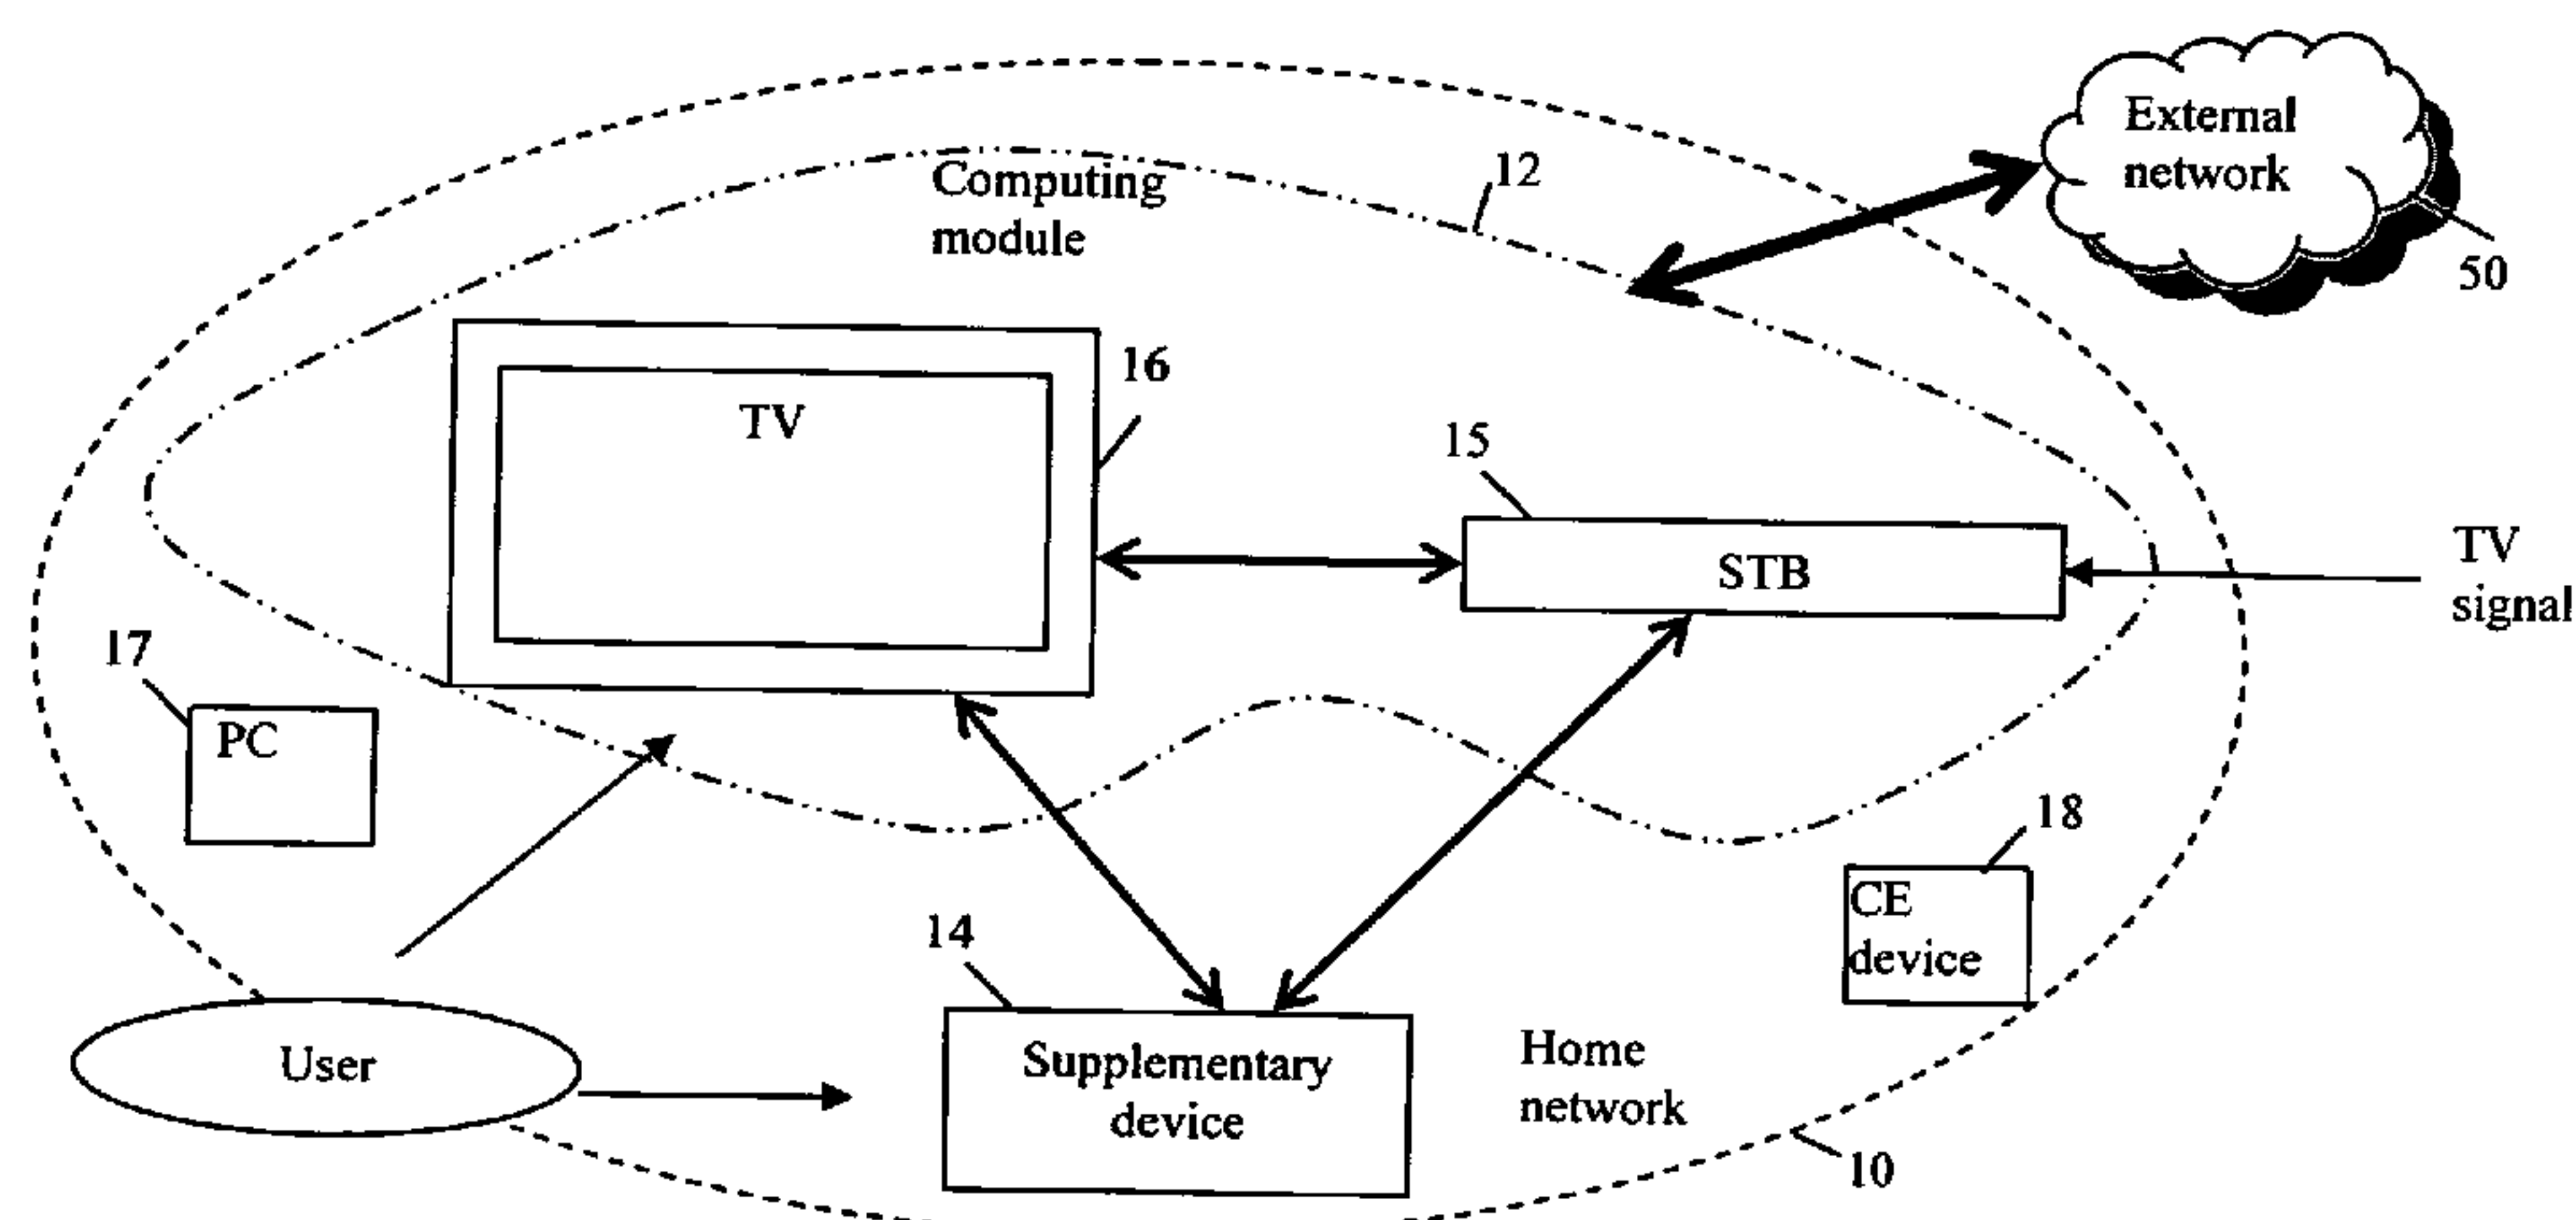 External
network
50
12
Computing
module
16
TV
15
STB
TV
signal
17
PC
18
CE
device
14
Supplementary
device
User
Home
network
10